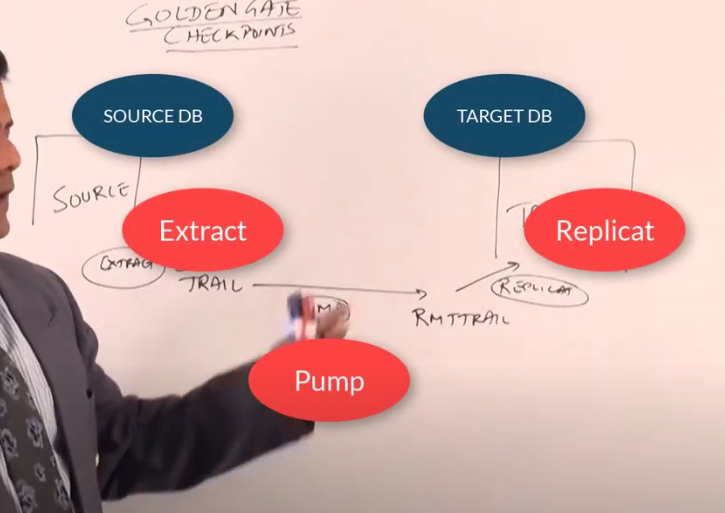 GOLDENGATE
CHECKPOINTS
SOURCE DB
TARGET DB
SOURCE
Extract
Replicat
TRAIL
REPLICAT
RMTTRAIL
Pump